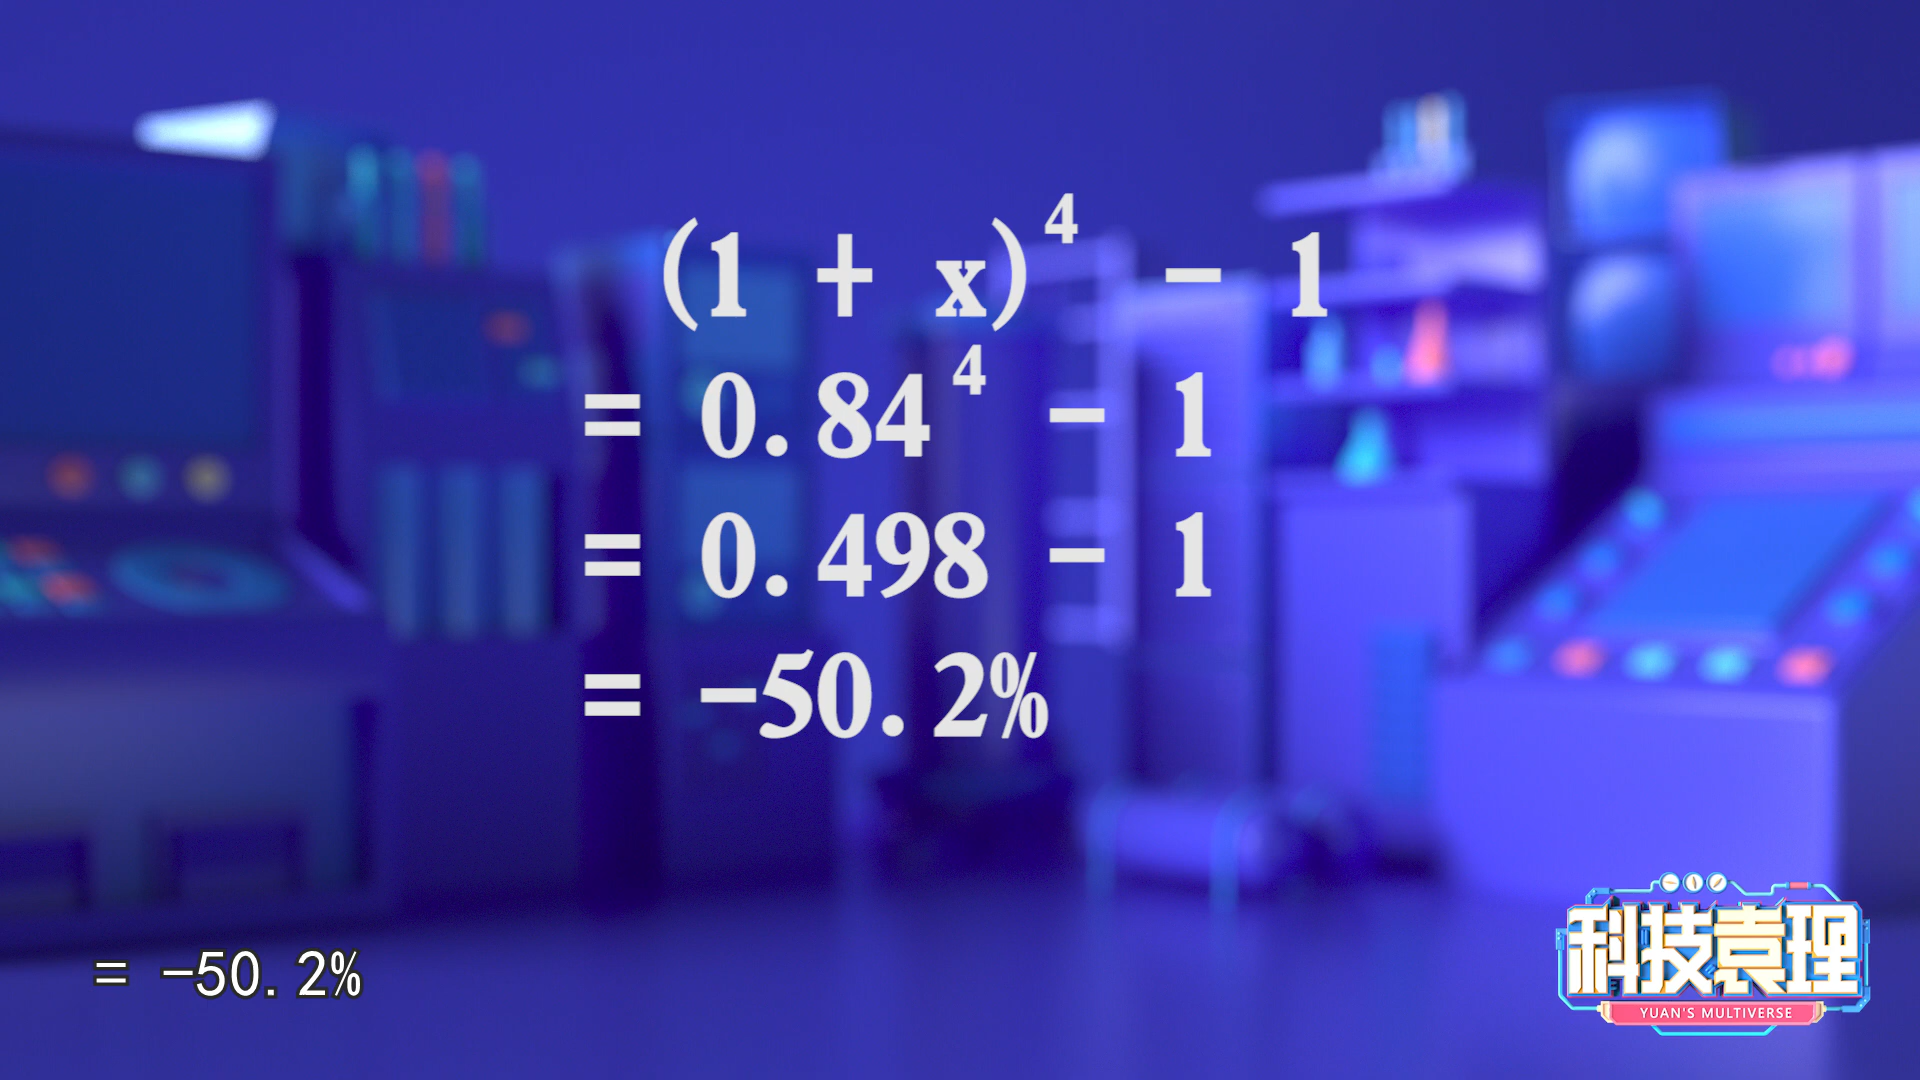 (1 + x)⁴ - 1
= 0.84⁴ - 1
= 0.498 - 1
= -50.2%
= -50.2%
科技袁理
YUAN'S MULTIVERSE